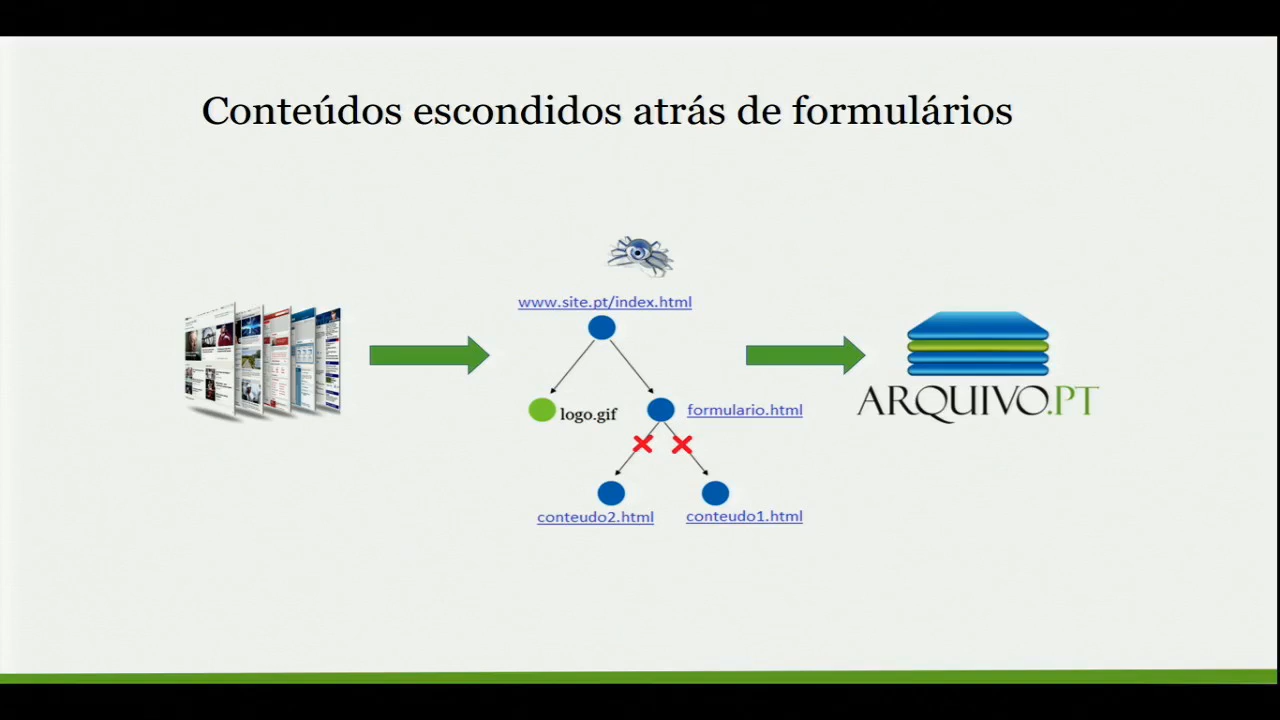 Conteúdos escondidos atrás de formulários
www.site.pt/index.html
logo.gif
formulario.html
conteudo2.html
conteudo1.html
ARQUIVO.PT